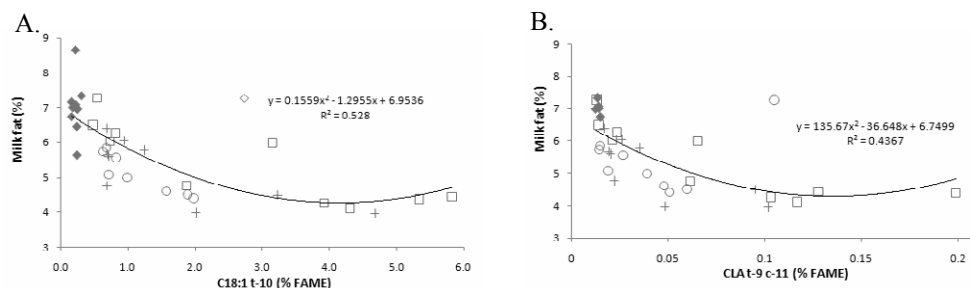 A.
Milk fat (%)
9
8
7
6
5
4
3
y = 0.1559x² - 1.2955x + 6.9536
R² = 0.528
0.0 1.0 2.0 3.0 4.0 5.0 6.0
C18:1 t-10 (% FAME)
B.
Milk fat (%)
9
8
7
6
5
4
3
y = 135.67x² - 36.648x + 6.7499
R² = 0.4367
0 0.05 0.1 0.15 0.2
CLA t-9 c-11 (% FAME)